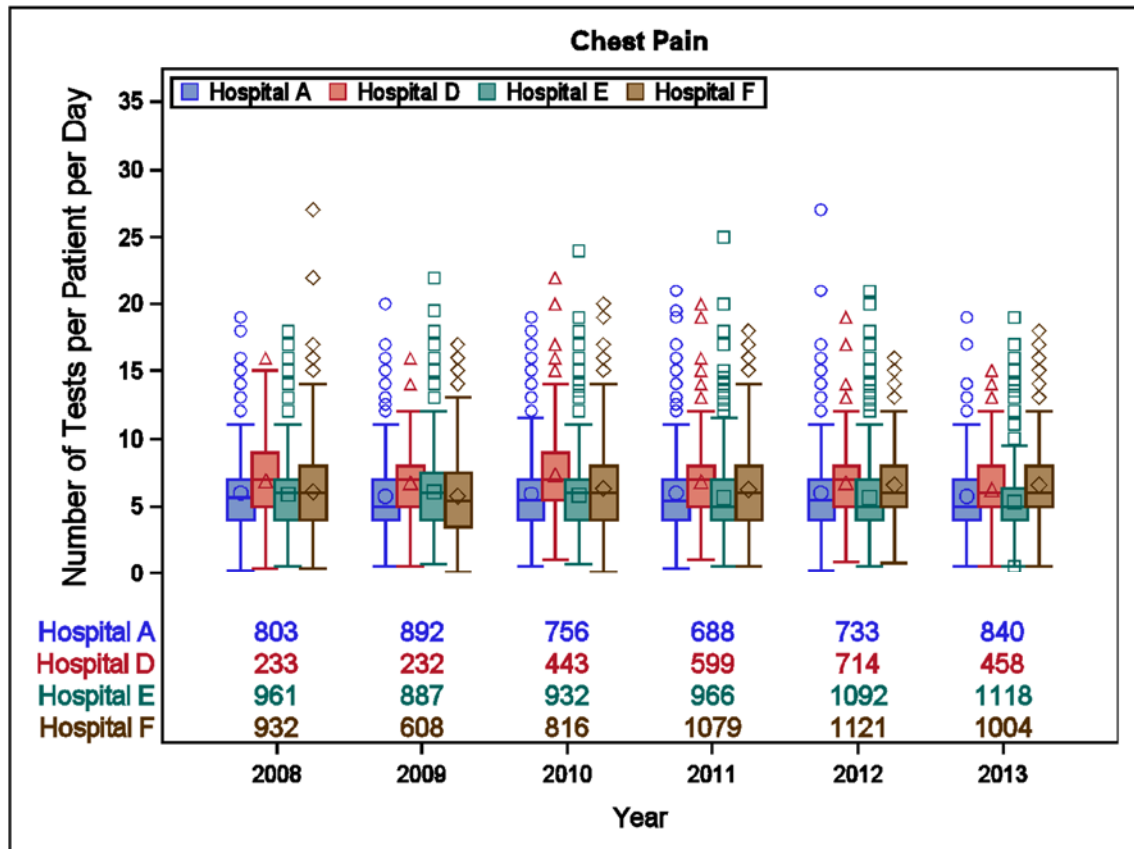 Chest Pain
Hospital A Hospital D Hospital E Hospital F
Number of Tests per Patient per Day
35
30
25
20
15
10
5
0
Hospital A 803 892 756 688 733 840
Hospital D 233 232 443 599 714 458
Hospital E 961 887 932 966 1092 1118
Hospital F 932 608 816 1079 1121 1004
2008 2009 2010 2011 2012 2013
Year